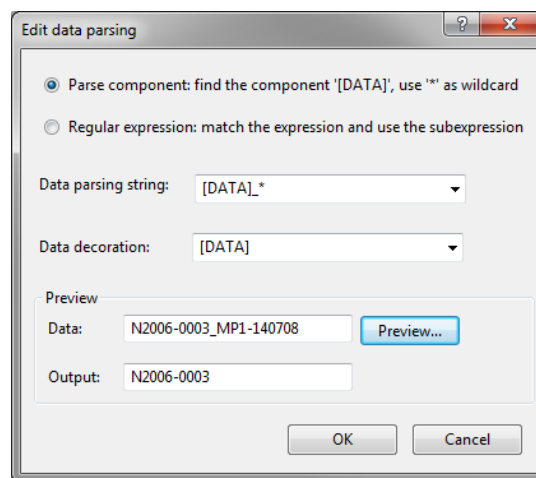 Edit data parsing
?
x
Parse component: find the component '[DATA]', use '*' as wildcard
Regular expression: match the expression and use the subexpression
Data parsing string: [DATA]_*
Data decoration: [DATA]
Preview
Data: N2006-0003_MP1-140708 Preview...
Output: N2006-0003
OK Cancel